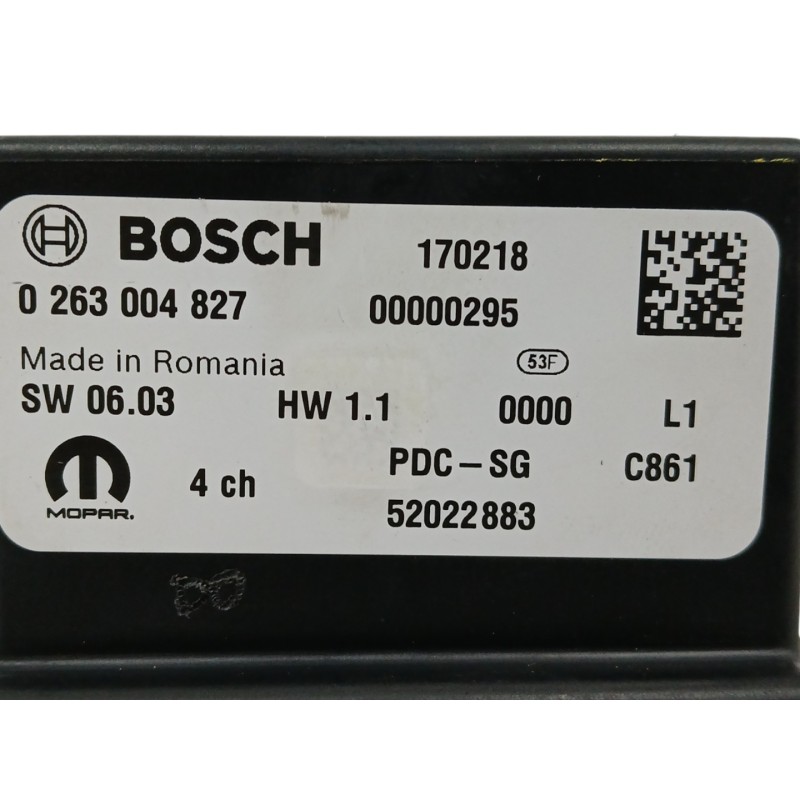 BOSCH 170218
0 263 004 827 00000295
Made in Romania 53F
SW 06.03 HW 1.1 0000 L1
4 ch PDC-SG C861
MOPAR. 52022883